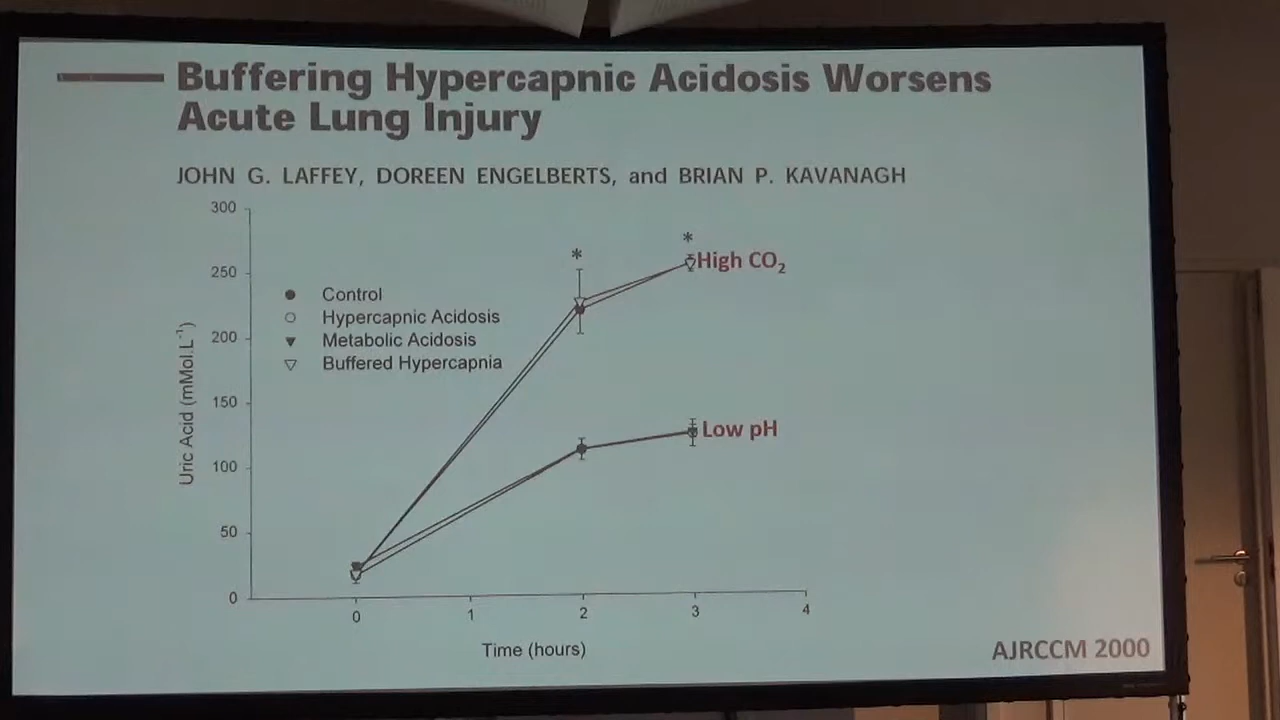 Buffering Hypercapnic Acidosis Worsens
Acute Lung Injury
JOHN G. LAFFEY, DOREEN ENGELBERTS, and BRIAN P. KAVANAGH
300
250
200
150
100
50
0
Uric Acid (mMol.L⁻¹)
Control
Hypercapnic Acidosis
Metabolic Acidosis
Buffered Hypercapnia
*
*
High CO₂
Low pH
0 1 2 3 4
Time (hours)
AJRCCM 2000